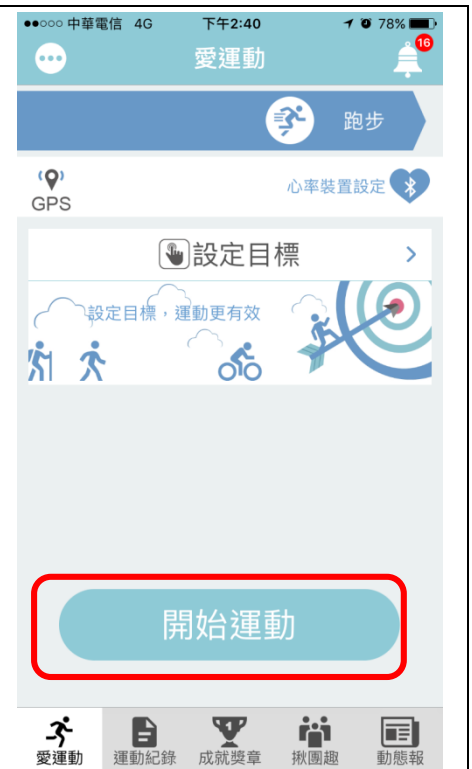 中華電信 4G 下午2:40 78%
愛運動
16
跑步
GPS
心率裝置設定
設定目標
設定目標，運動更有效
開始運動
愛運動 運動紀錄 成就獎章 揪團趣 動態報